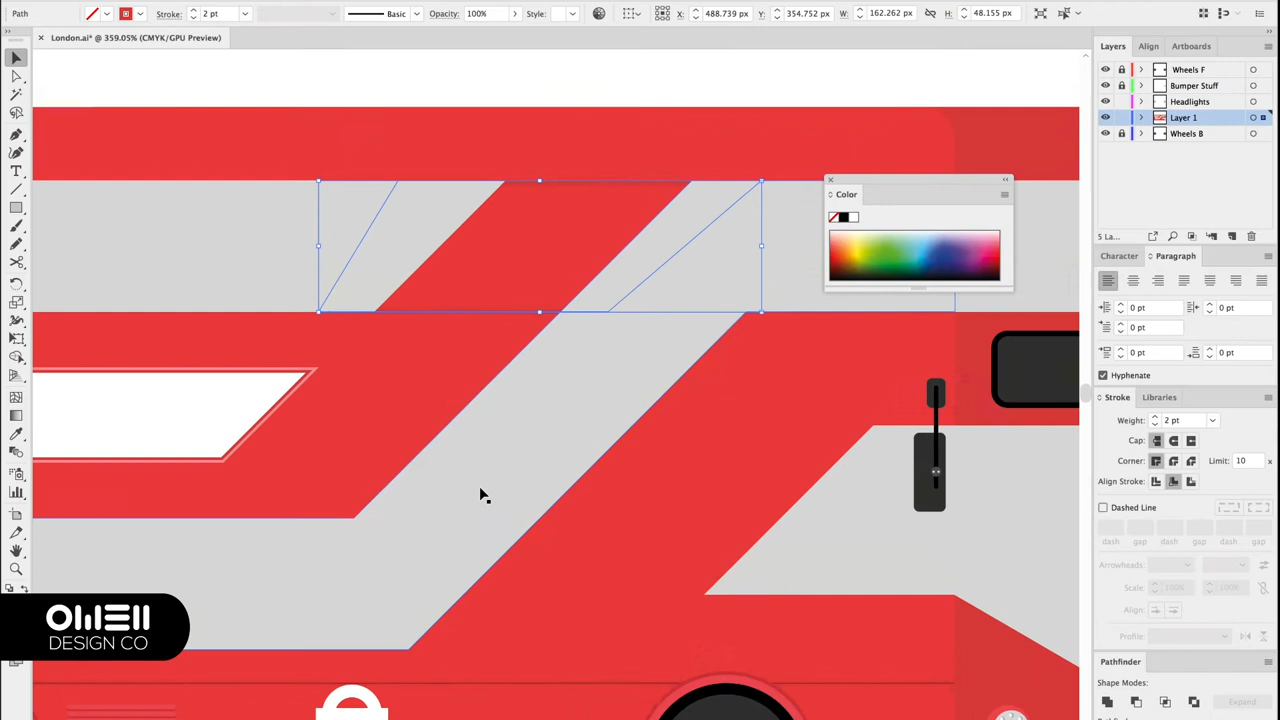 Path
Stroke:
2 pt
Basic
Opacity:
100%
Style:
X:
488.739 px
Y:
354.752 px
W:
162.262 px
H:
48.155 px
London.ai* @ 359.05% (CMYK/GPU Preview)
Layers
Align
Artboards
Wheels F
Bumper Stuff
Headlights
Layer 1
Wheels B
5 La...
Color
Character
Paragraph
0 pt
0 pt
0 pt
0 pt
0 pt
Hyphenate
Stroke
Libraries
Weight:
2 pt
Cap:
Corner:
Limit:
10
x
Align Stroke:
Dashed Line
dash
gap
dash
gap
dash
gap
Arrowheads:
Scale:
100%
100%
Align:
Profile:
Pathfinder
Shape Modes:
Expand
OWEN
DESIGN CO